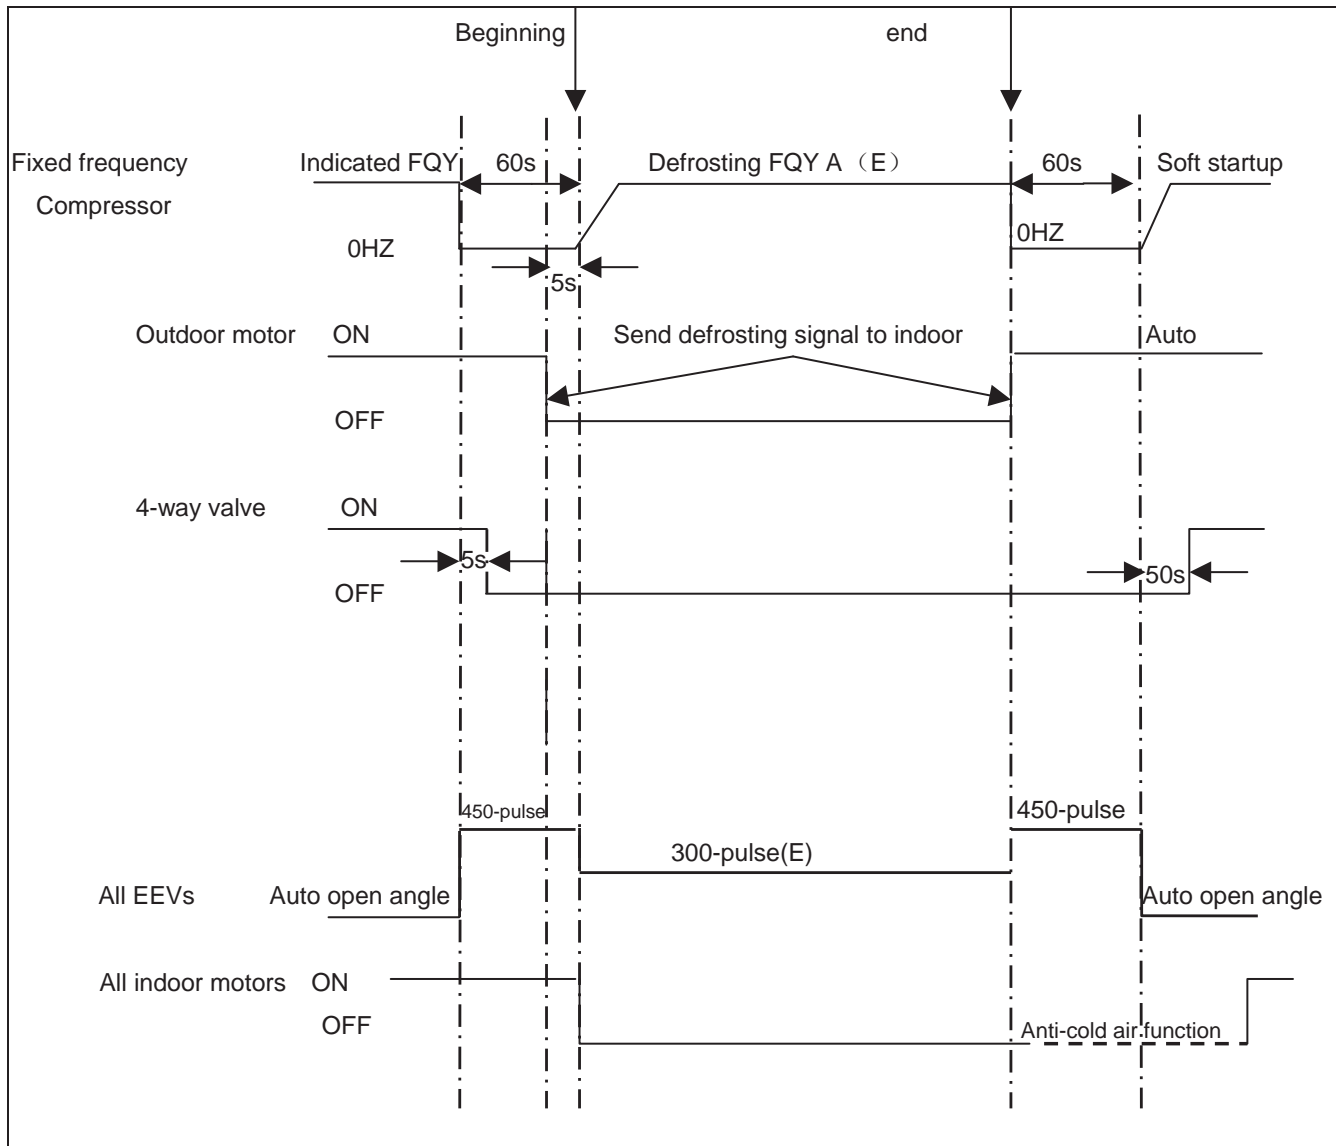 Beginning end
Fixed frequency Indicated FQY 60s Defrosting FQY A （E） 60s Soft startup
Compressor
0HZ 0HZ
5s
Outdoor motor ON Send defrosting signal to indoor Auto
OFF
4-way valve ON
5s 50s
OFF
450-pulse 450-pulse
300-pulse(E)
All EEVs Auto open angle Auto open angle
All indoor motors ON
OFF Anti-cold air function